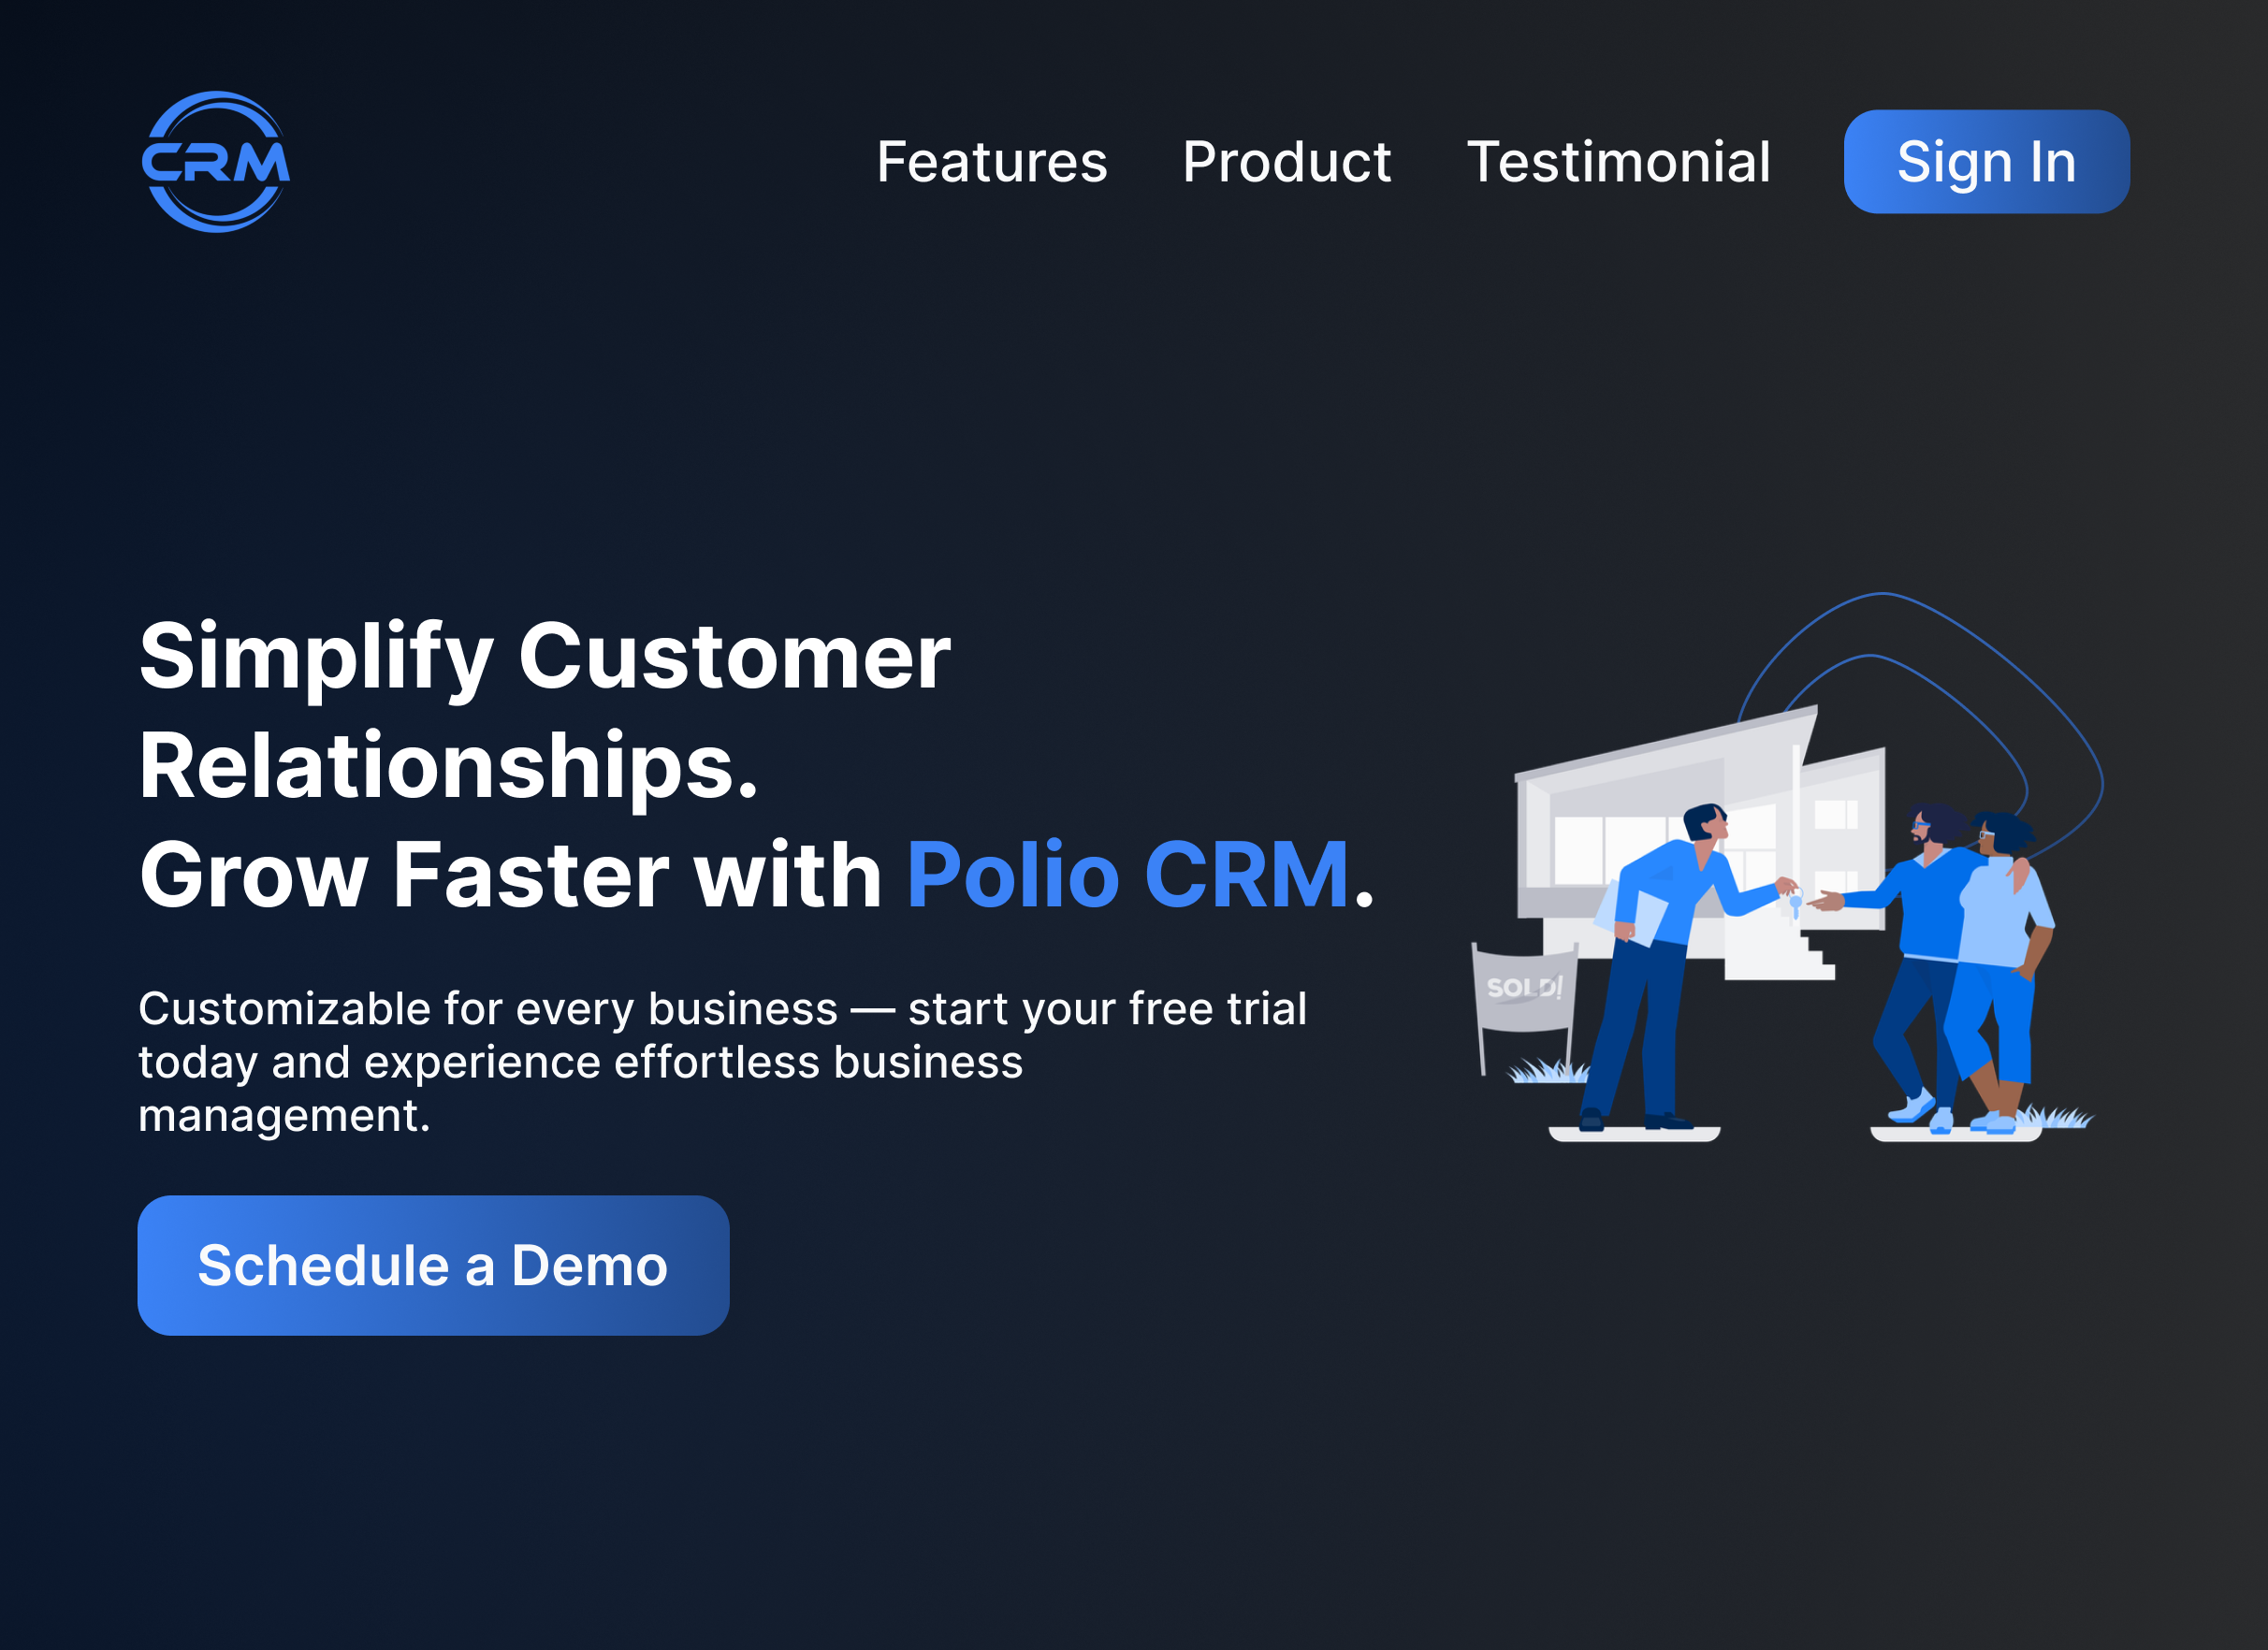 CRM
Features
Product
Testimonial
Sign In
Simplify Customer
Relationships.
Grow Faster with Polio CRM.
Customizable for every business — start your free trial
today and experience effortless business
management.
SOLD!
Schedule a Demo